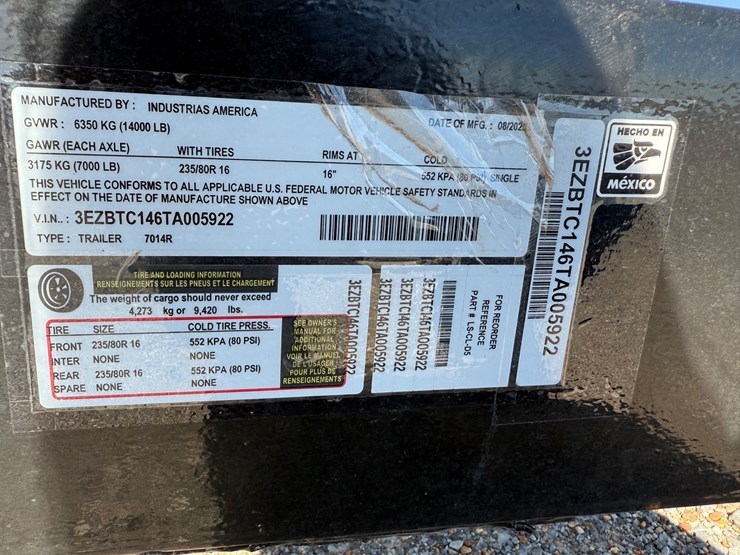 MANUFACTURED BY : INDUSTRIAS AMERICA
GVWR : 6350 KG (14000 LB) DATE OF MFG. : 08/202
GAWR (EACH AXLE) WITH TIRES RIMS AT COLD
3175 KG (7000 LB) 235/80R 16 16" 552 KPA (80 PSI) SINGLE
THIS VEHICLE CONFORMS TO ALL APPLICABLE U.S. FEDERAL MOTOR VEHICLE SAFETY STANDARDS IN
EFFECT ON THE DATE OF MANUFACTURE SHOWN ABOVE
V.I.N.. : 3EZBTC146TA005922
TYPE : TRAILER 7014R
TIRE AND LOADING INFORMATION
RENSEIGNEMENTS SUR LES PNEUS ET LE CHARGEMENT
The weight of cargo should never exceed
4,273 kg or 9,420 lbs.
TIRE SIZE COLD TIRE PRESS.
FRONT 235/80R 16 552 KPA (80 PSI)
INTER NONE NONE
REAR 235/80R 16 552 KPA (80 PSI)
SPARE NONE NONE
SEE OWNER'S
MANUAL FOR
ADDITIONAL
INFORMATION
VOIR LE MANUEL
DE L'USAGER
POUR PLUS DE
RENSEIGNEMENTS
3EZBTC146TA005922
3EZBTC146TA005922
3EZBTC146TA005922
3EZBTC146TA005922
3EZBTC146TA005922
FOR REORDER
REFERENCE
PART # LS-CL-05
3EZBTC146TA005922
HECHO EN
MÉXICO